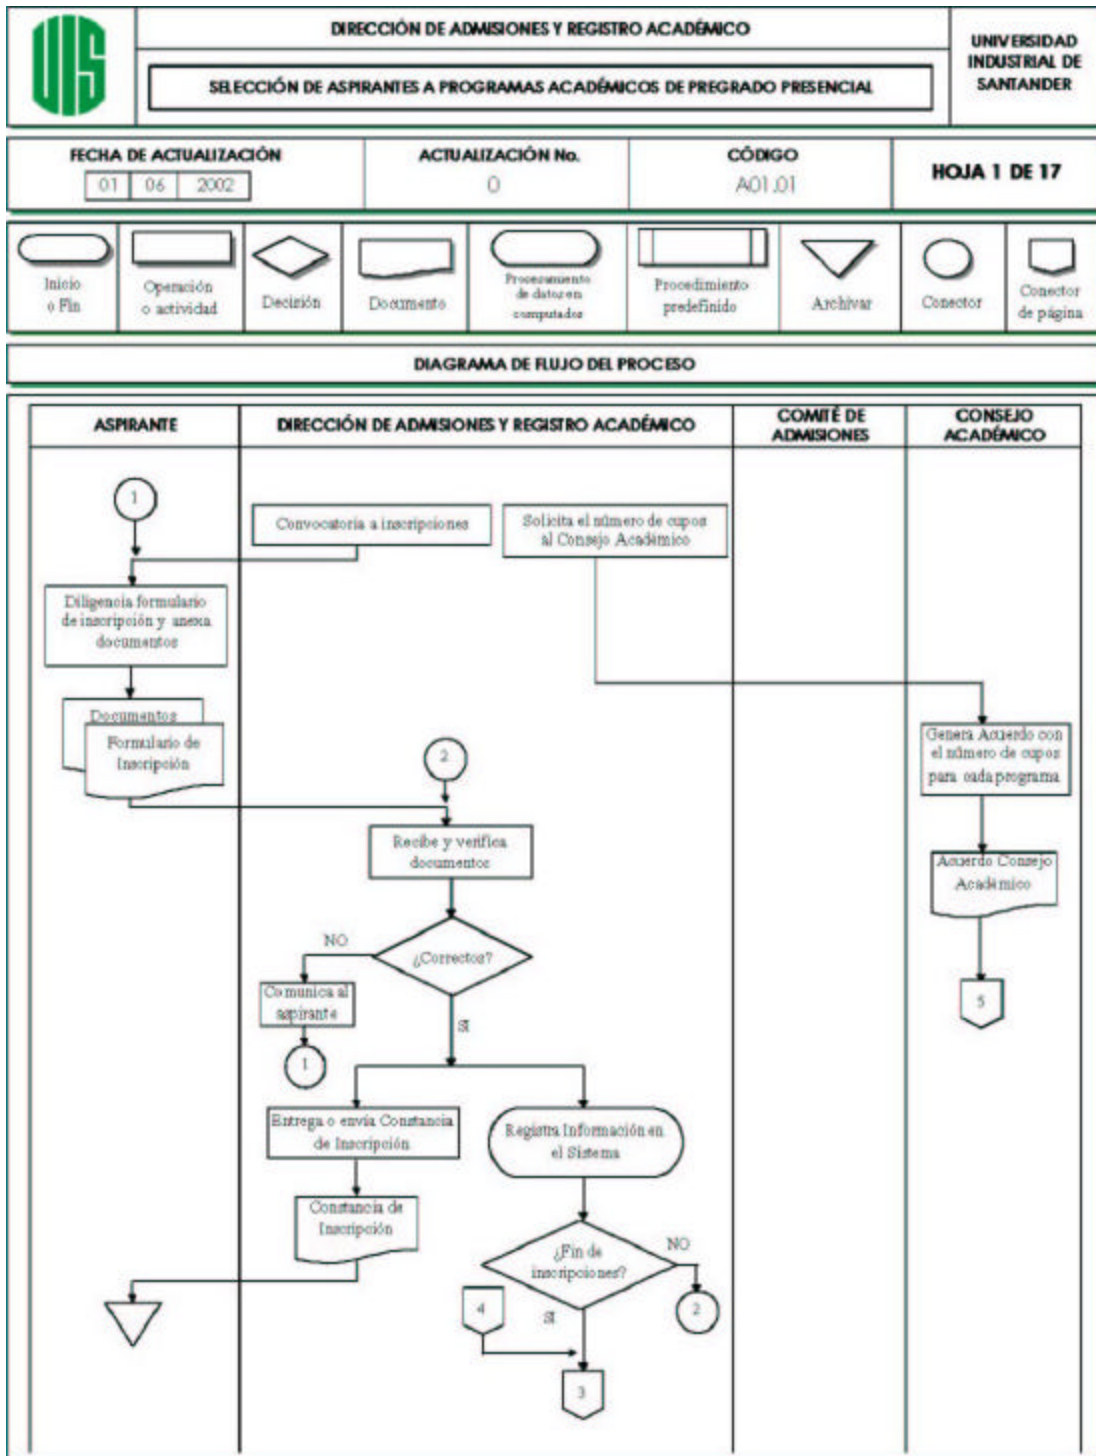 UIS
DIRECCIÓN DE ADMISIONES Y REGISTRO ACADÉMICO
SELECCIÓN DE ASPIRANTES A PROGRAMAS ACADÉMICOS DE PREGRADO PRESENCIAL
UNIVERSIDAD
INDUSTRIAL DE
SANTANDER
FECHA DE ACTUALIZACIÓN
01 06 2002
ACTUALIZACIÓN No.
0
CÓDIGO
A01.01
HOJA 1 DE 17
Inicio
o Fin
Operación
o actividad
Decisión
Documento
Procesamiento
de datos en
computador
Procedimiento
predefinido
Archivar
Conector
Conector
de página
DIAGRAMA DE FLUJO DEL PROCESO
ASPIRANTE
DIRECCIÓN DE ADMISIONES Y REGISTRO ACADÉMICO
COMITÉ DE
ADMISIONES
CONSEJO
ACADÉMICO
1
Convocatoria a inscripciones
Solicita el número de cupos
al Consejo Académico
Diligencia formulario
de inscripción y anexa
documentos
Documentos
Formulario de
Inscripción
2
Genera Acuerdo con
el número de cupos
para cada programa
Recibe y verifica
documentos
Acuerdo Consejo
Académico
¿Correctos?
NO
Comunica al
aspirante
SI
5
1
Entrega o envía Constancia
de Inscripción
Registra Información en
el Sistema
Constancia de
Inscripción
¿Fin de
inscripciones?
NO
4
SI
2
3